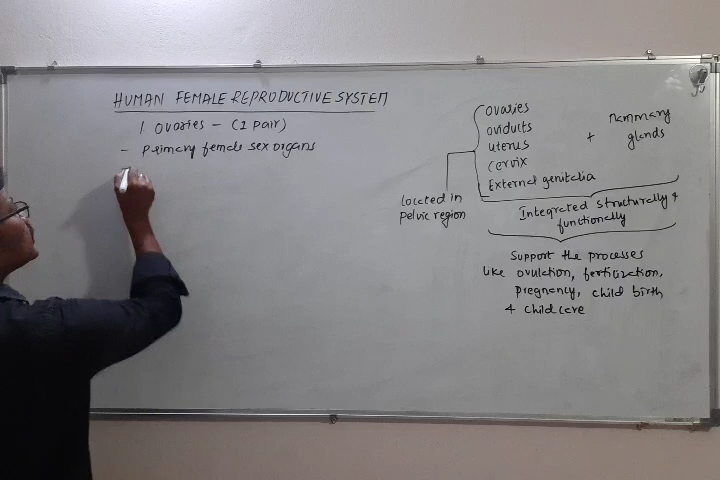 HUMAN FEMALE REPRODUCTIVE SYSTEM
1. Ovaries - (1 pair)
- Primary female sex organs
Ovaries
Oviducts
Uterus
Cervix
External genitalia
+
Mammary
glands
Located in
pelvic region
Integrated structurally &
functionally
Support the processes
like ovulation, fertilization,
pregnancy, child birth
& child care